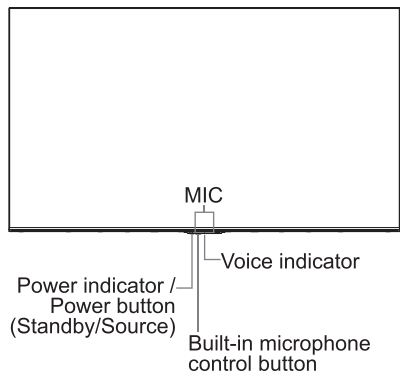 MIC
Voice indicator
Power indicator /
Power button
(Standby/Source)
Built-in microphone
control button